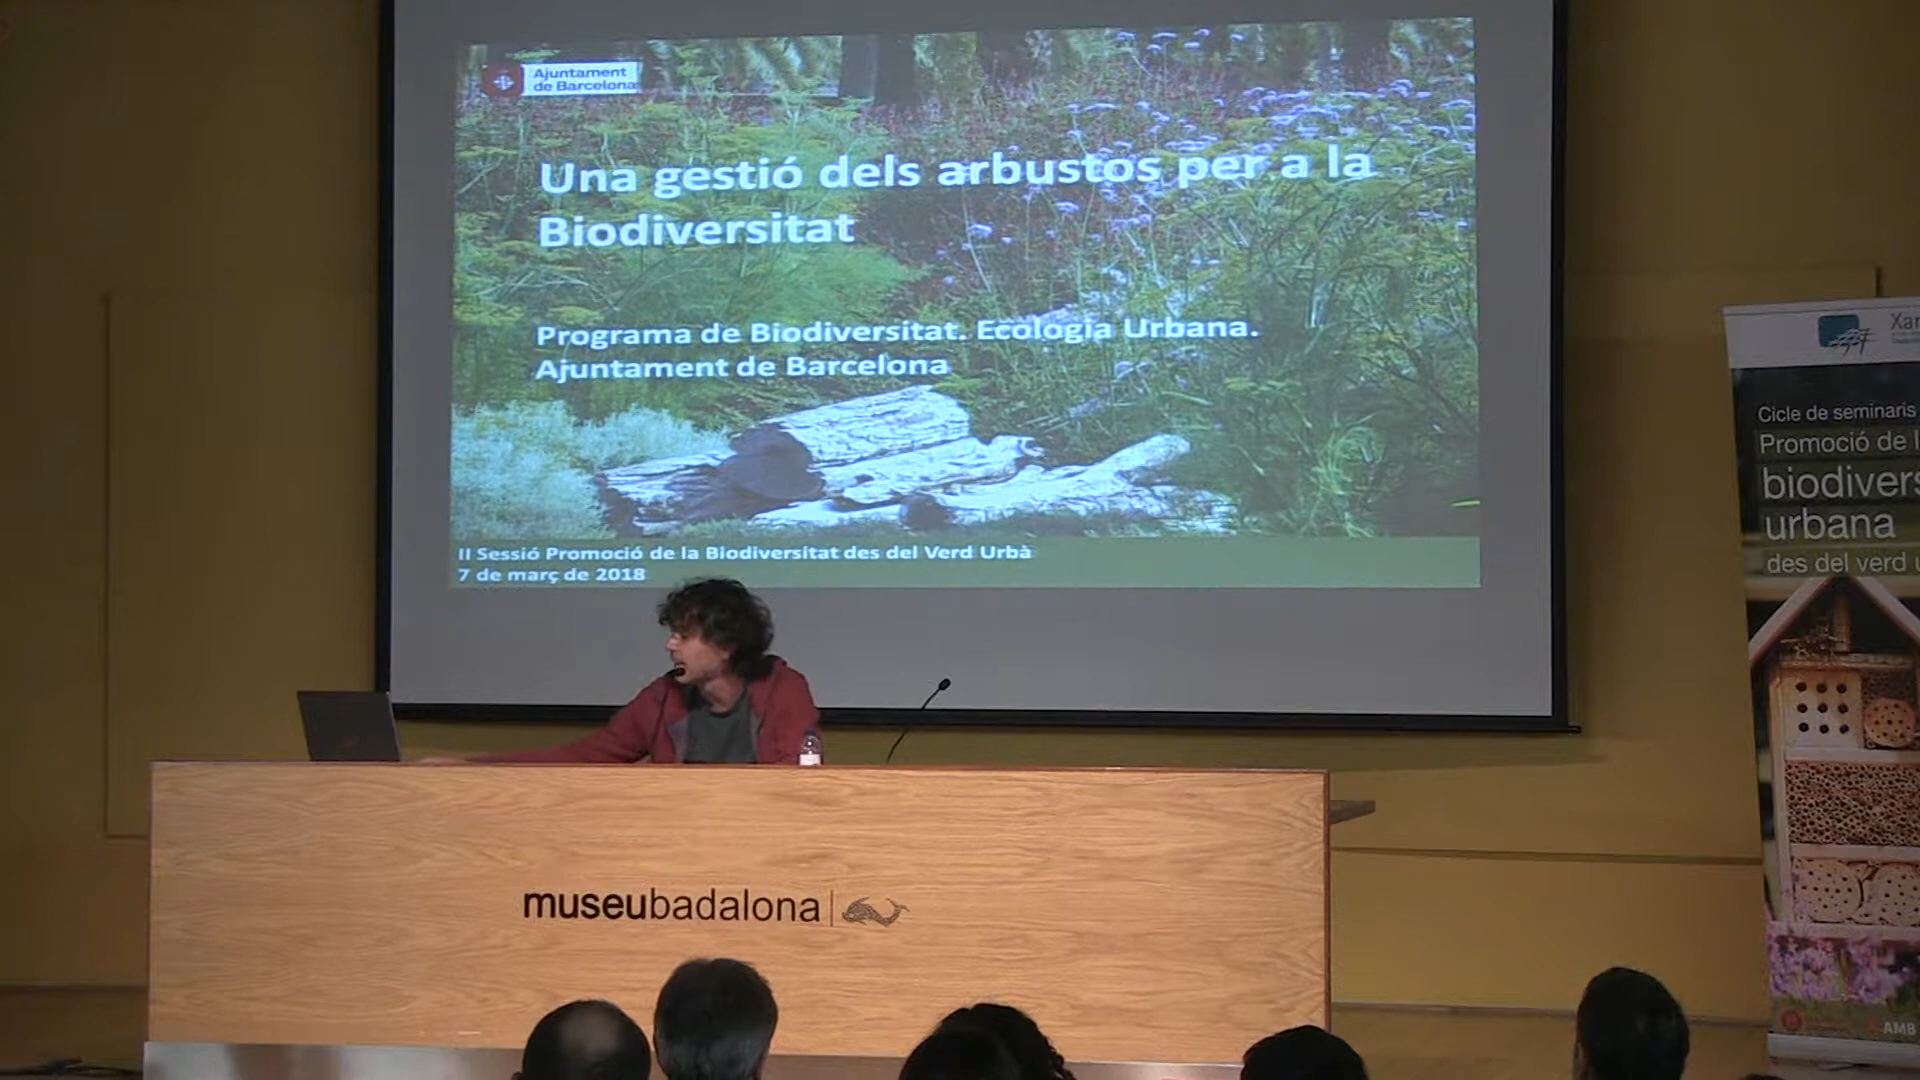 Ajuntament
de Barcelona
Una gestió dels arbustos per a la
Biodiversitat
Programa de Biodiversitat. Ecologia Urbana.
Ajuntament de Barcelona
II Sessió Promoció de la Biodiversitat des del Verd Urbà
7 de març de 2018
museubadalona
Cicle de seminaris
Promoció de l
biodivers
urbana
des del verd u
AMB